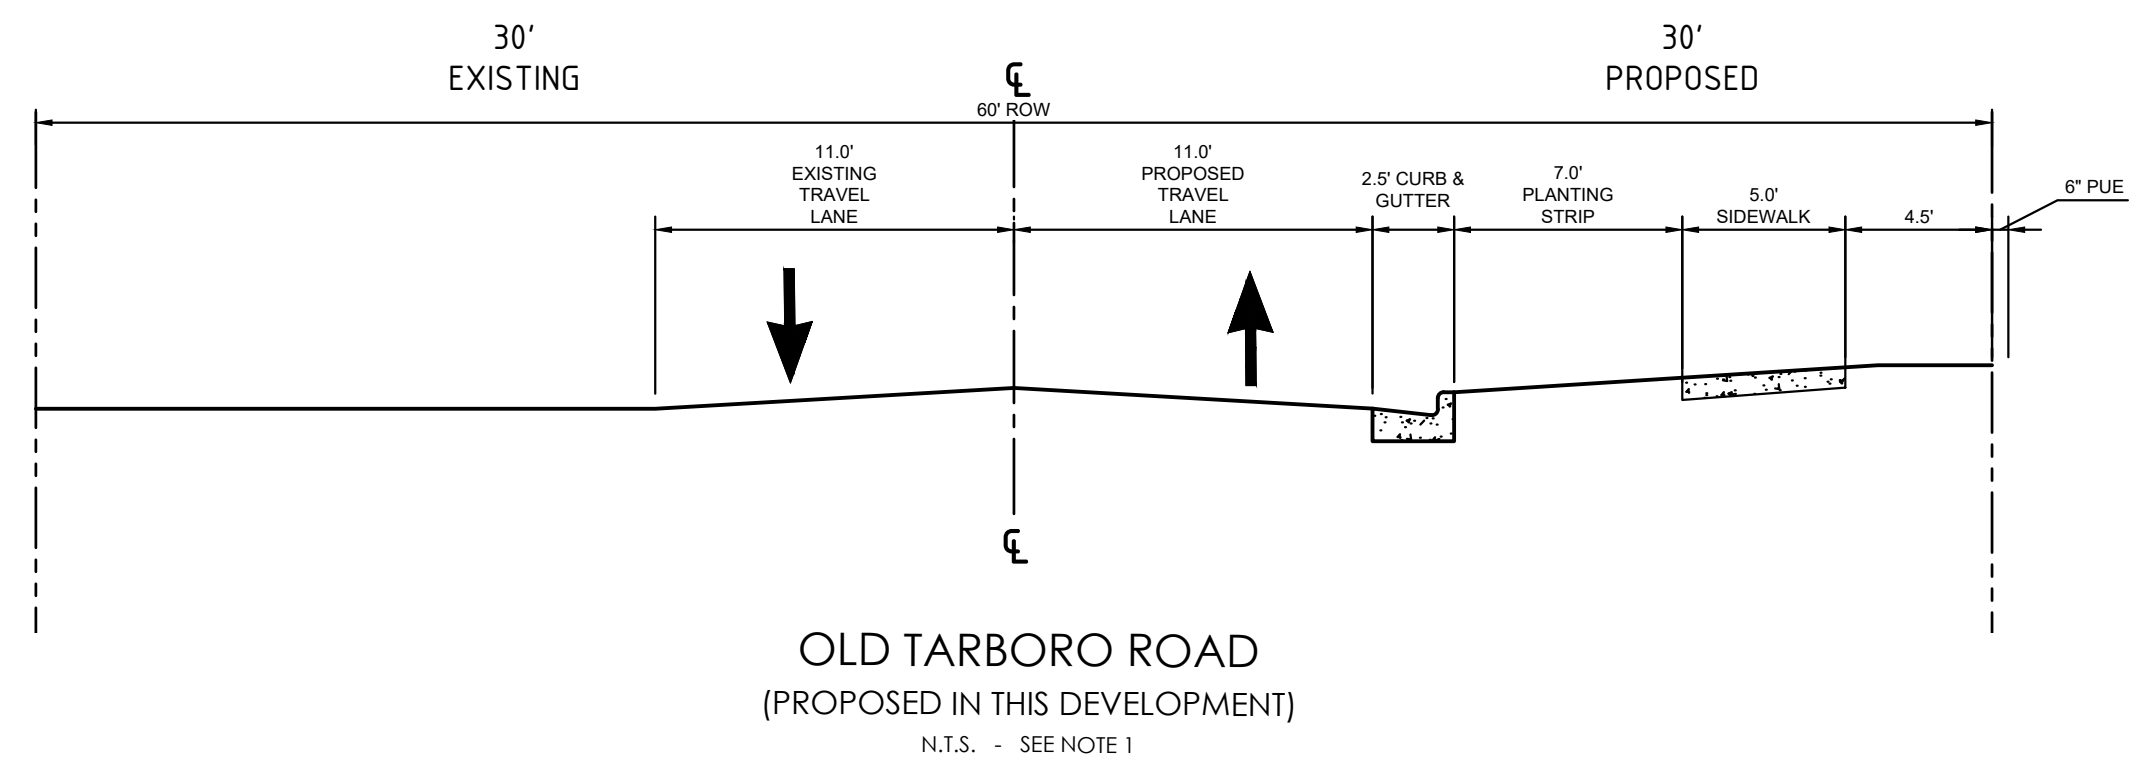 30'
EXISTING
30'
PROPOSED
℄
60' ROW
11.0'
EXISTING
TRAVEL
LANE
11.0'
PROPOSED
TRAVEL
LANE
2.5' CURB &
GUTTER
7.0'
PLANTING
STRIP
5.0'
SIDEWALK
4.5'
6" PUE
℄
OLD TARBORO ROAD
(PROPOSED IN THIS DEVELOPMENT)
N.T.S. - SEE NOTE 1